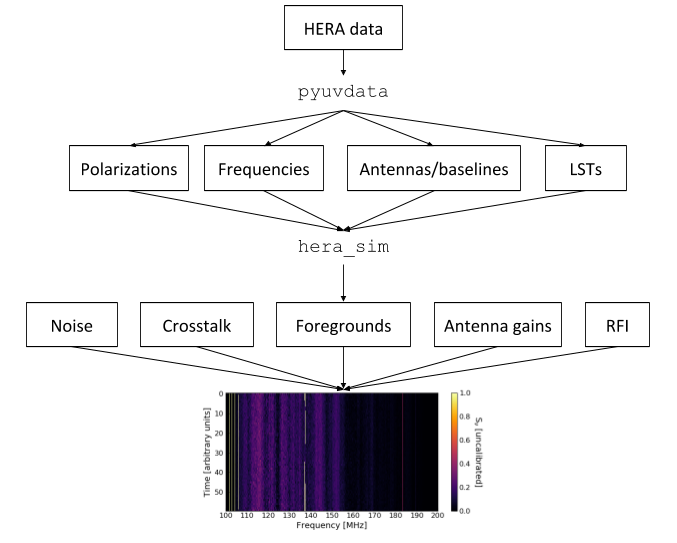 HERA data
pyuvdata
Polarizations
Frequencies
Antennas/baselines
LSTs
hera_sim
Noise
Crosstalk
Foregrounds
Antenna gains
RFI
Time [arbitrary units]
0
10
20
30
40
50
100 110 120 130 140 150 160 170 180 190 200
Frequency [MHz]
1.0
0.8
0.6
0.4
0.2
0.0
Sᵥ [uncalibrated]